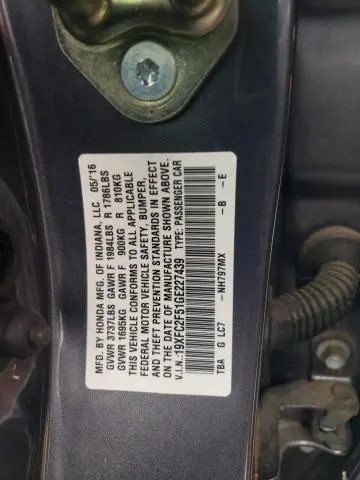 MFD. BY HONDA MFG. OF INDIANA, LLC 05/'16
GVWR 3737LBS GAWR F 1984LBS R 1786LBS
GVWR 1695KG GAWR F 900KG R 810KG
THIS VEHICLE CONFORMS TO ALL APPLICABLE
FEDERAL MOTOR VEHICLE SAFETY, BUMPER,
AND THEFT PREVENTION STANDARDS IN EFFECT
ON THE DATE OF MANUFACTURE SHOWN ABOVE.
V.I.N.:19XFC2F51GE227439 TYPE: PASSENGER CAR
NH797MX -B -E
TBA G LC7